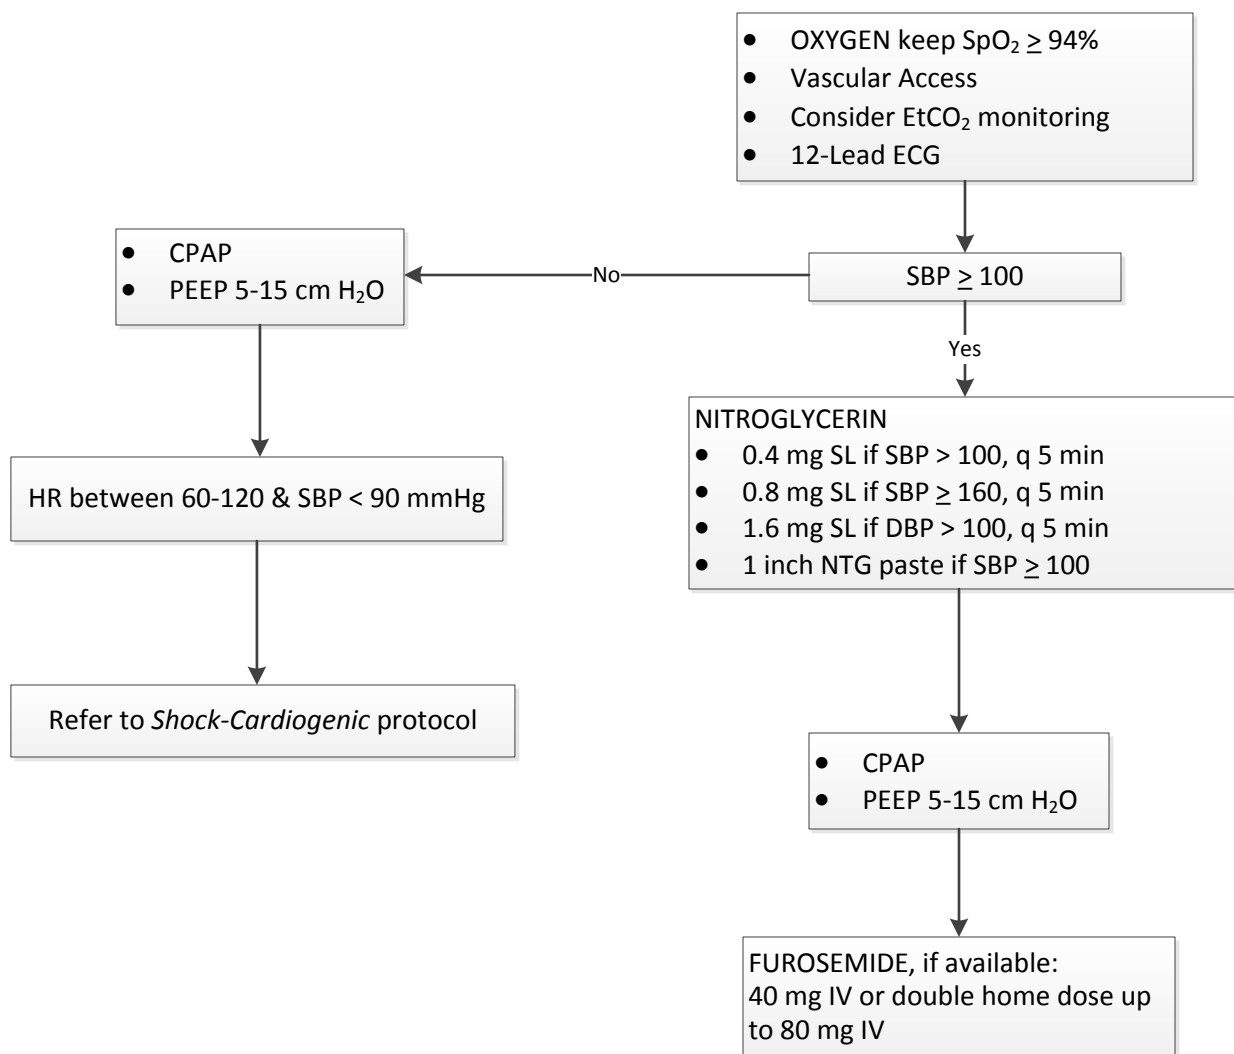 • OXYGEN keep SpO₂ ≥ 94%
• Vascular Access
• Consider EtCO₂ monitoring
• 12-Lead ECG
SBP ≥ 100
No
• CPAP
• PEEP 5-15 cm H₂O
HR between 60-120 & SBP < 90 mmHg
Refer to Shock-Cardiogenic protocol
Yes
NITROGLYCERIN
• 0.4 mg SL if SBP > 100, q 5 min
• 0.8 mg SL if SBP ≥ 160, q 5 min
• 1.6 mg SL if DBP > 100, q 5 min
• 1 inch NTG paste if SBP ≥ 100
• CPAP
• PEEP 5-15 cm H₂O
FUROSEMIDE, if available:
40 mg IV or double home dose up
to 80 mg IV